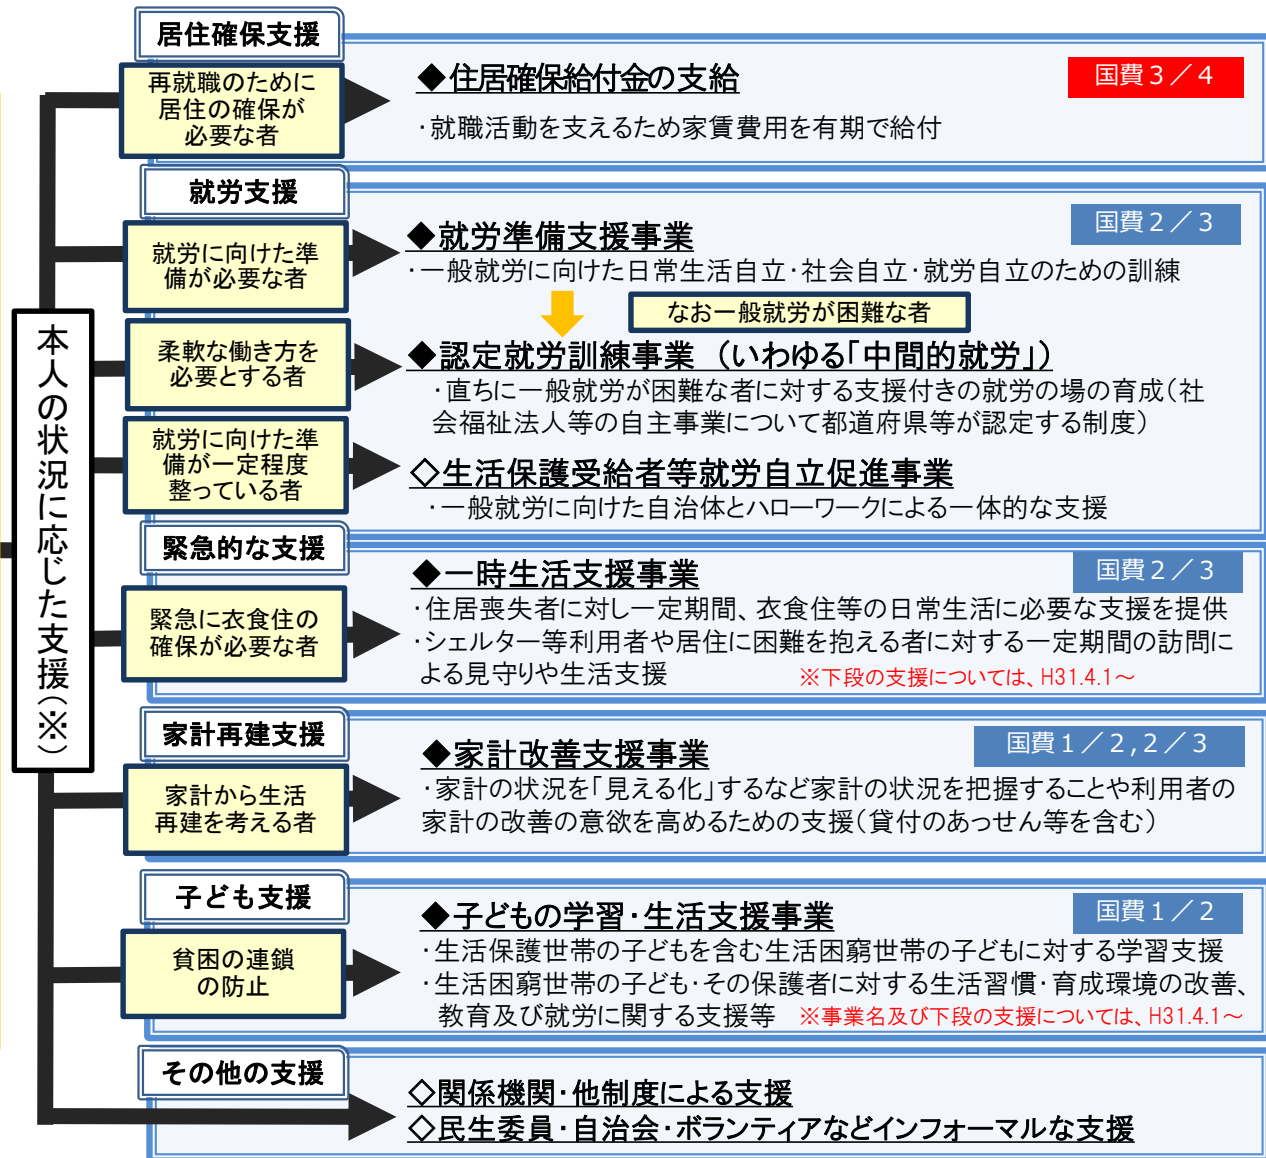 本人の状況に応じた支援(※)
居住確保支援
再就職のために
居住の確保が
必要な者
◆住居確保給付金の支給
国費3／4
・就職活動を支えるため家賃費用を有期で給付
就労支援
就労に向けた準
備が必要な者
◆就労準備支援事業
国費2／3
・一般就労に向けた日常生活自立・社会自立・就労自立のための訓練
なお一般就労が困難な者
柔軟な働き方を
必要とする者
◆認定就労訓練事業 (いわゆる「中間的就労」)
・直ちに一般就労が困難な者に対する支援付きの就労の場の育成(社
会福祉法人等の自主事業について都道府県等が認定する制度)
就労に向けた準
備が一定程度
整っている者
◇生活保護受給者等就労自立促進事業
・一般就労に向けた自治体とハローワークによる一体的な支援
緊急的な支援
緊急に衣食住の
確保が必要な者
◆一時生活支援事業
国費2／3
・住居喪失者に対し一定期間、衣食住等の日常生活に必要な支援を提供
・シェルター等利用者や居住に困難を抱える者に対する一定期間の訪問に
よる見守りや生活支援 ※下段の支援については、H31.4.1～
家計再建支援
家計から生活
再建を考える者
◆家計改善支援事業
国費1／2,2／3
・家計の状況を「見える化」するなど家計の状況を把握することや利用者の
家計の改善の意欲を高めるための支援(貸付のあっせん等を含む)
子ども支援
貧困の連鎖
の防止
◆子どもの学習・生活支援事業
国費1／2
・生活保護世帯の子どもを含む生活困窮世帯の子どもに対する学習支援
・生活困窮世帯の子ども・その保護者に対する生活習慣・育成環境の改善、
教育及び就労に関する支援等 ※事業名及び下段の支援については、H31.4.1～
その他の支援
◇関係機関・他制度による支援
◇民生委員・自治会・ボランティアなどインフォーマルな支援